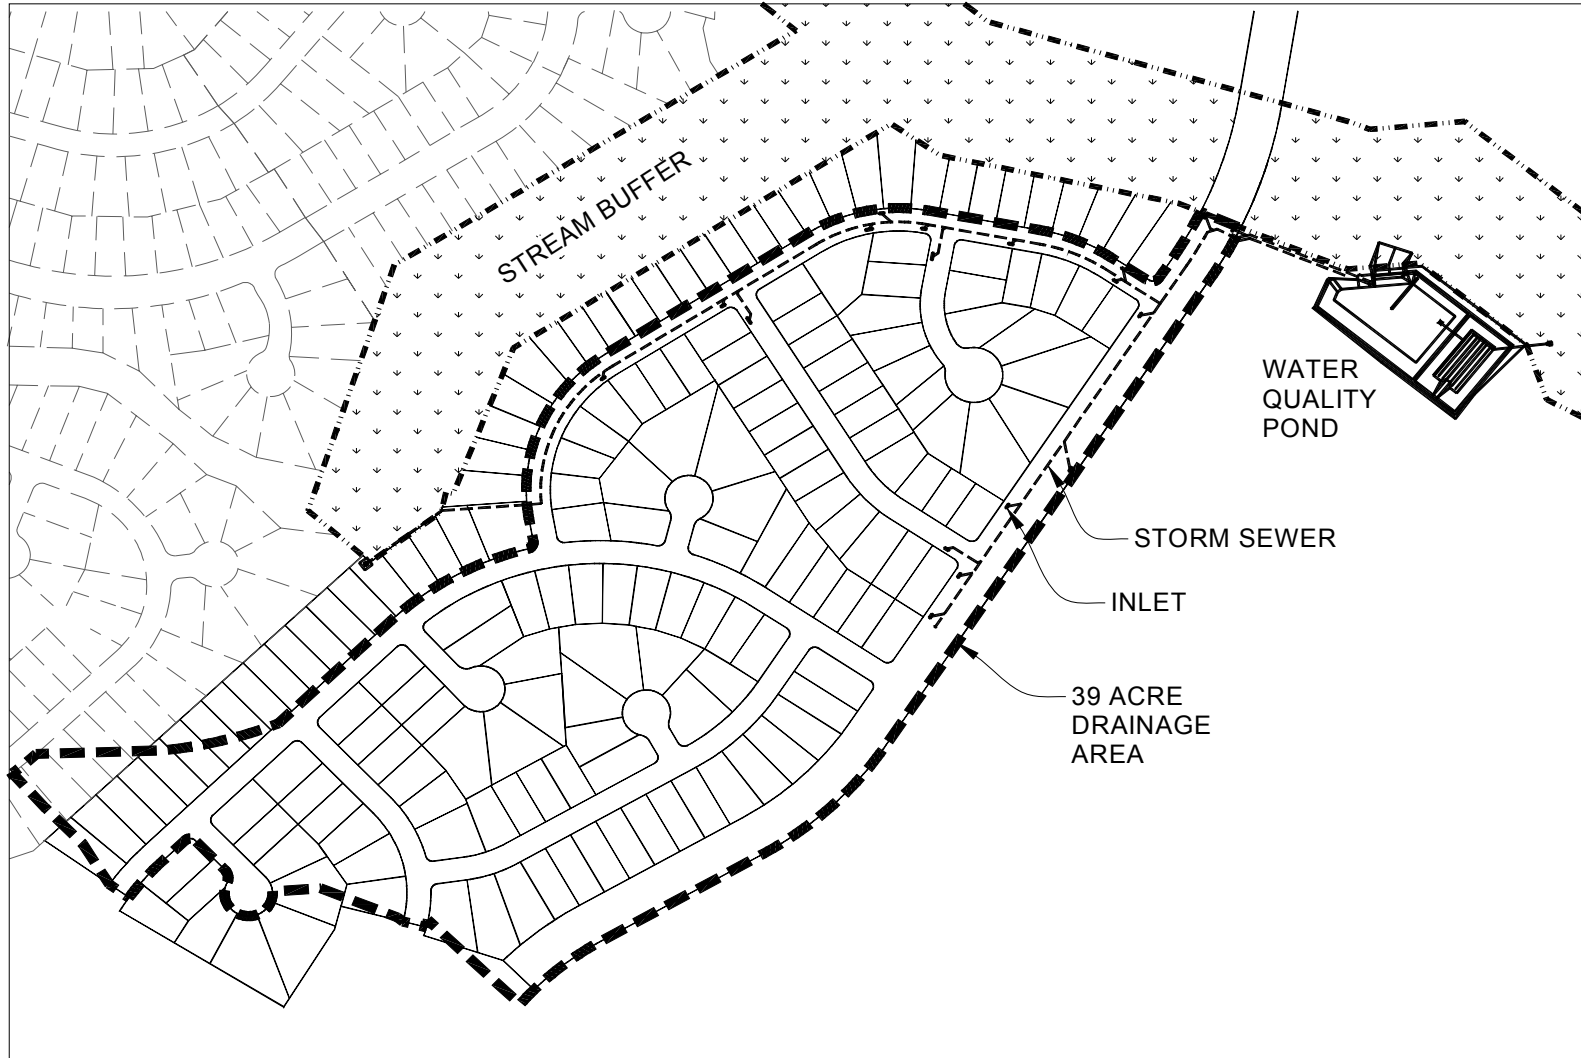 STREAM BUFFER
WATER
QUALITY
POND
STORM SEWER
INLET
39 ACRE
DRAINAGE
AREA